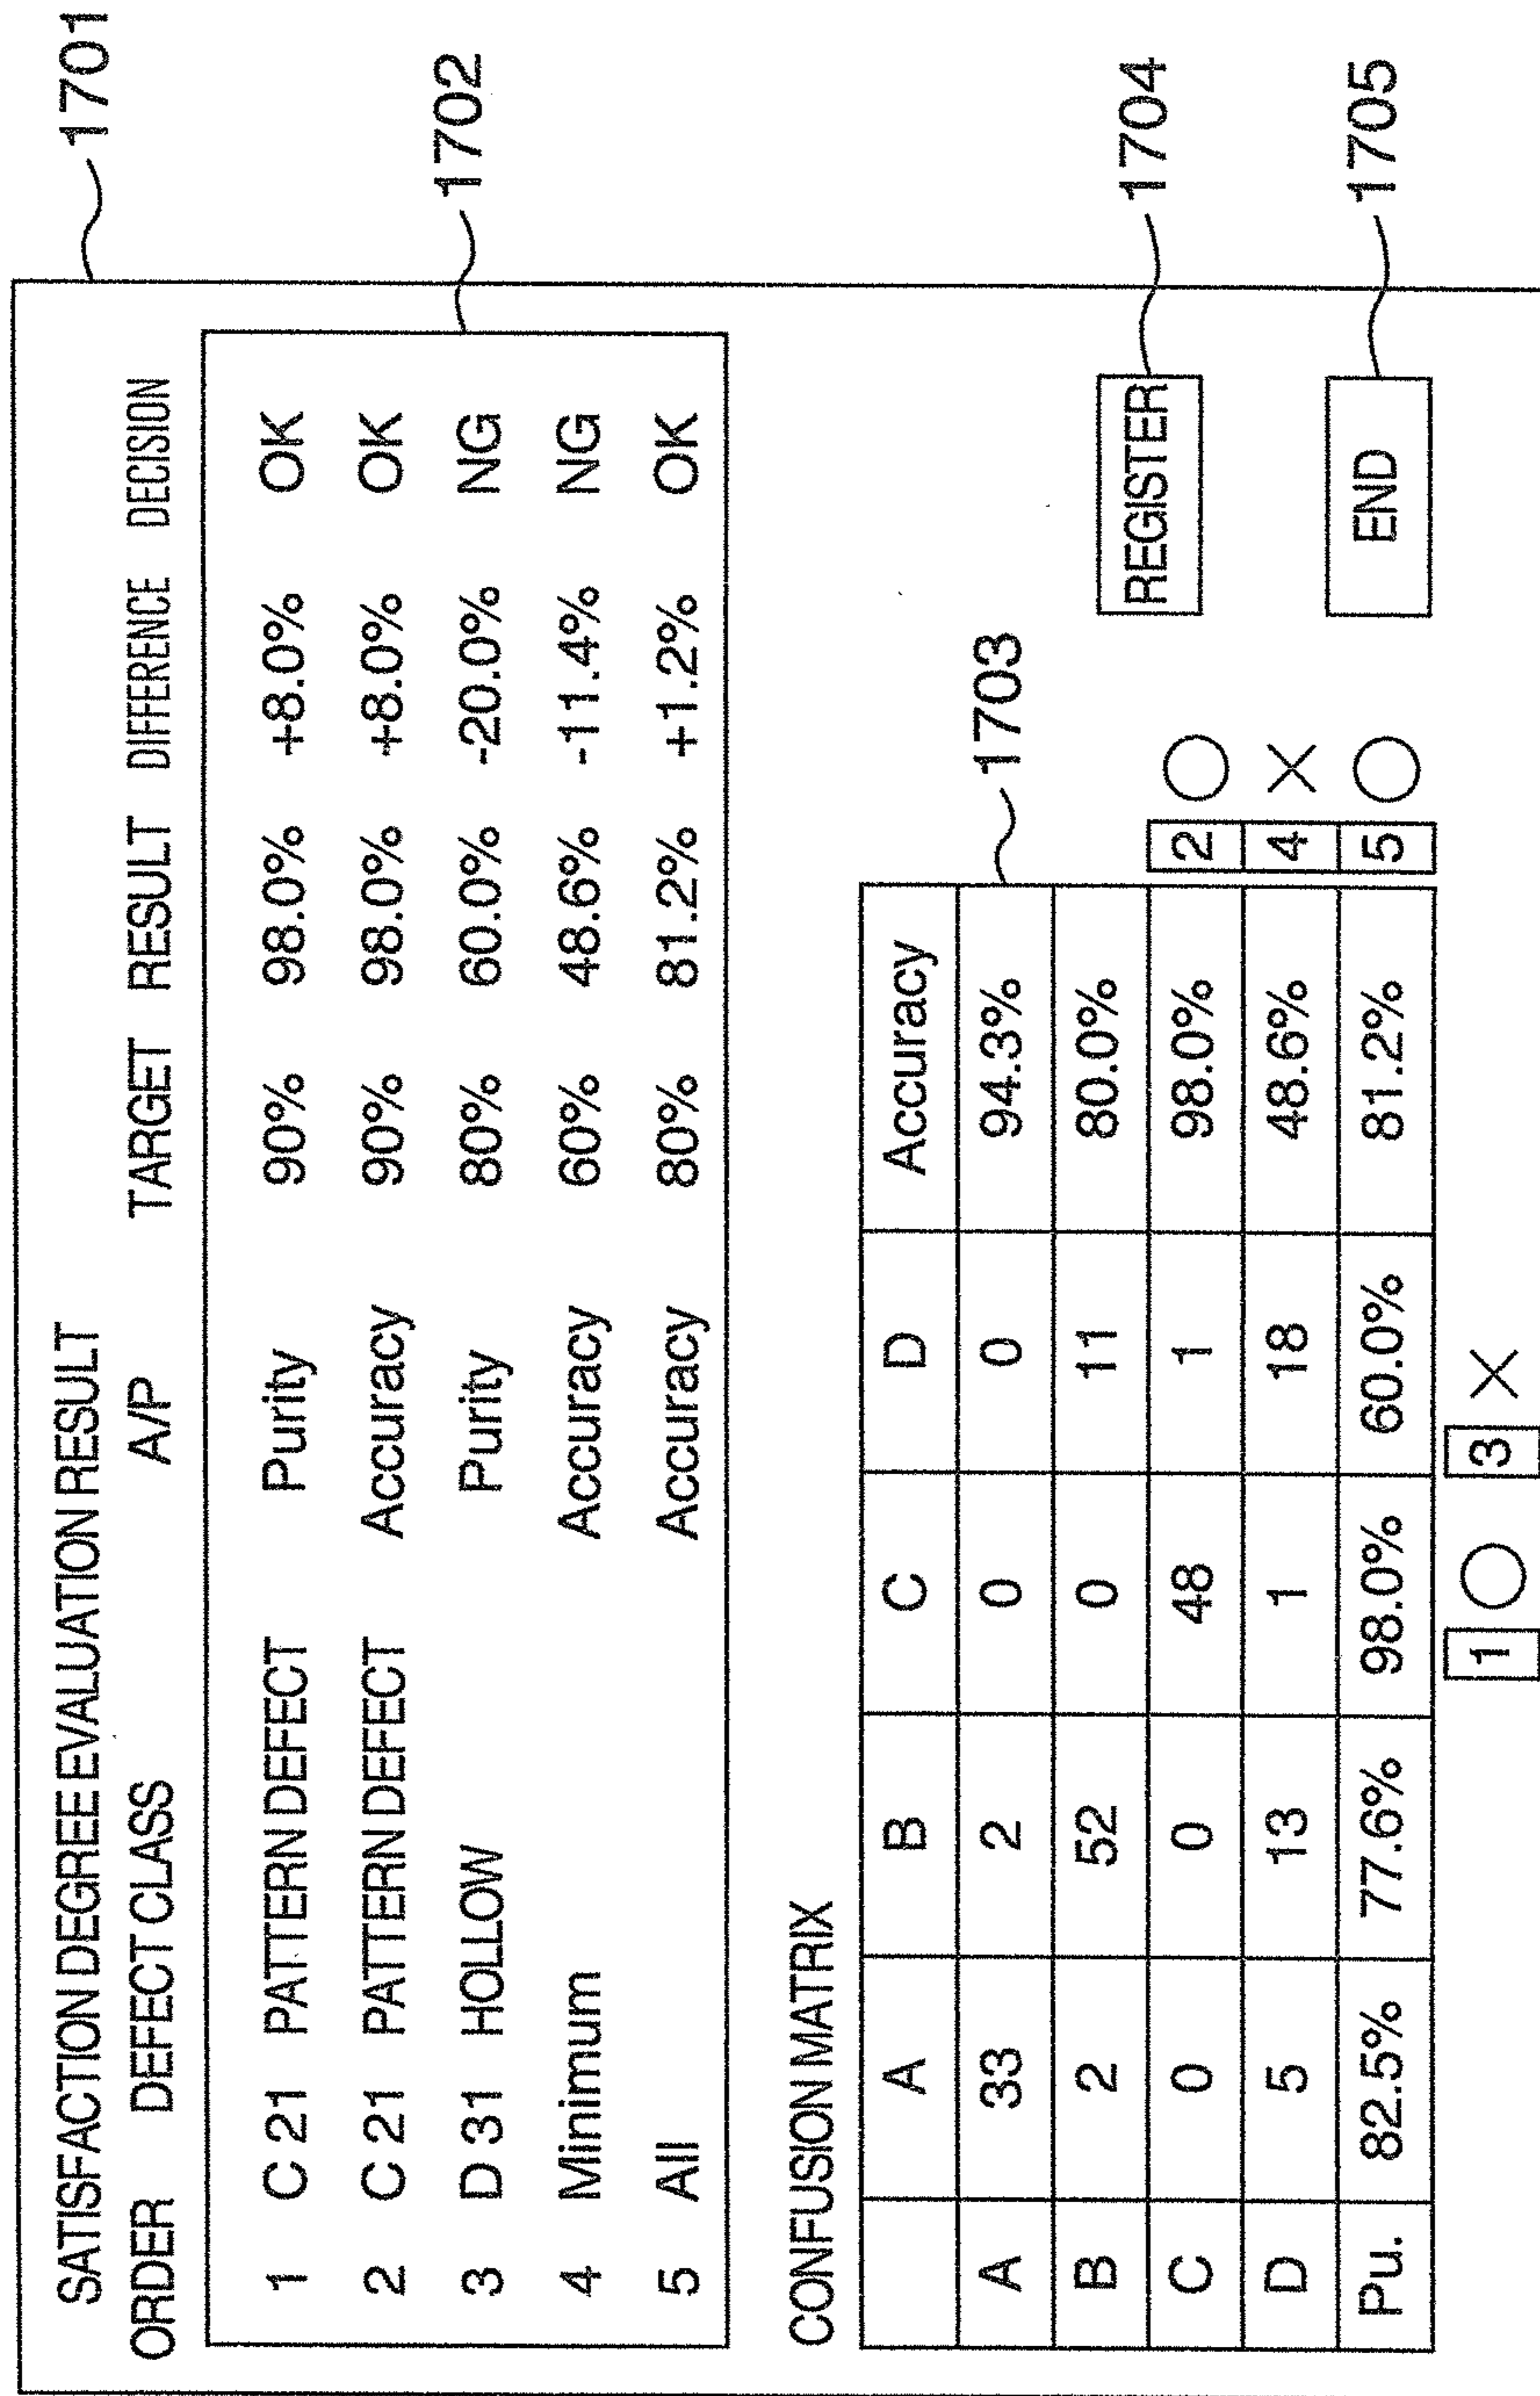 1701
SATISFACTION DEGREE EVALUATION RESULT
ORDER DEFECT CLASS A/P TARGET RESULT DIFFERENCE DECISION
1 C 21 PATTERN DEFECT Purity 90% 98.0% +8.0% OK
2 C 21 PATTERN DEFECT Accuracy 90% 98.0% +8.0% OK
1702
3 D 31 HOLLOW Purity 80% 60.0% -20.0% NG
4 Minimum Accuracy 60% 48.6% -11.4% NG
5 All Accuracy 80% 81.2% +1.2% OK
CONFUSION MATRIX
A B C D Accuracy
1703
A 33 2 0 0 94.3%
B 2 52 0 11 80.0%
C 0 0 48 1 98.0% 2 ○
D 5 13 1 18 48.6% 4 ×
Pu. 82.5% 77.6% 98.0% 60.0% 81.2% 5 ○
1 ○ 3 ×
REGISTER 1704
END 1705